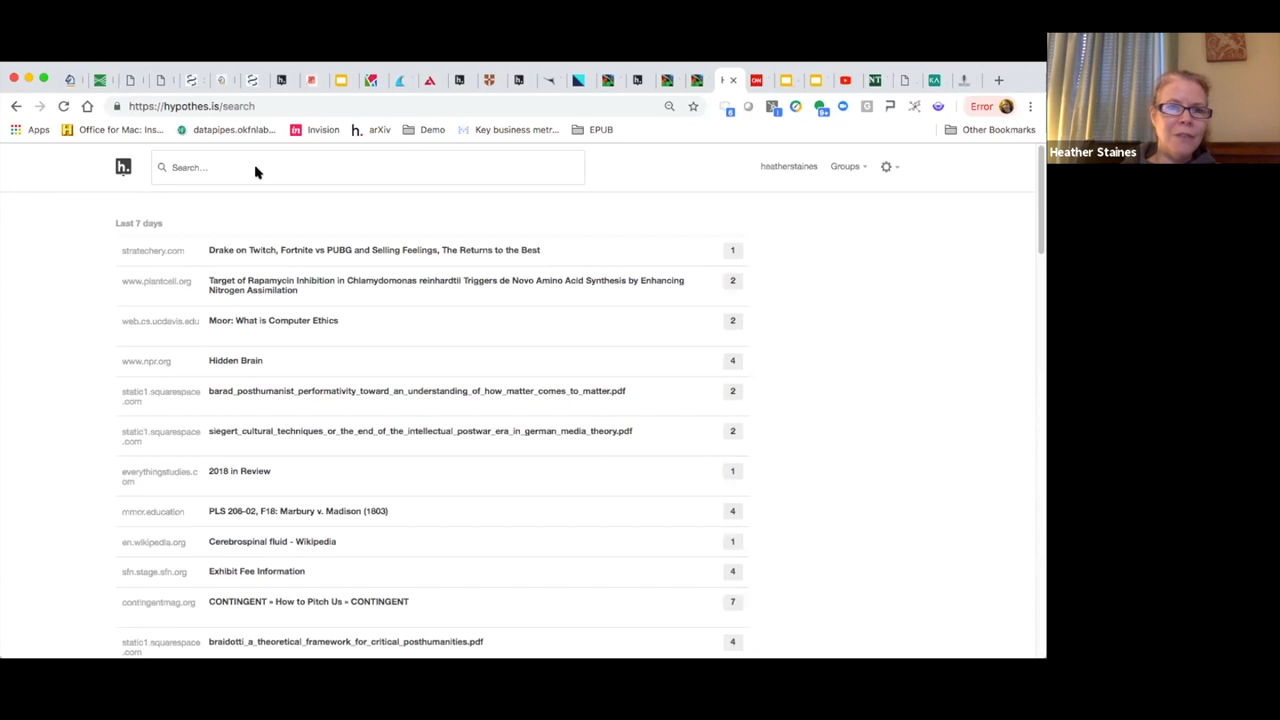 https://hypothes.is/search
Error
Apps
Office for Mac: Ins...
datapipes.okfnlab...
Invision
arXiv
Demo
Key business metr...
EPUB
Other Bookmarks
Heather Staines
h.
Search...
heatherstaines
Groups
Last 7 days
stratechery.com
Drake on Twitch, Fortnite vs PUBG and Selling Feelings, The Returns to the Best
1
www.plantcell.org
Target of Rapamycin Inhibition in Chlamydomonas reinhardtii Triggers de Novo Amino Acid Synthesis by Enhancing
Nitrogen Assimilation
2
web.cs.ucdavis.edu
Moor: What is Computer Ethics
2
www.npr.org
Hidden Brain
4
static1.squarespace
.com
barad_posthumanist_performativity_toward_an_understanding_of_how_matter_comes_to_matter.pdf
2
static1.squarespace
.com
siegert_cultural_techniques_or_the_end_of_the_intellectual_postwar_era_in_german_media_theory.pdf
2
everythingstudies.c
om
2018 in Review
1
mmcr.education
PLS 206-02, F18: Marbury v. Madison (1803)
4
en.wikipedia.org
Cerebrospinal fluid - Wikipedia
1
sfn.stage.sfn.org
Exhibit Fee Information
4
contingentmag.org
CONTINGENT » How to Pitch Us » CONTINGENT
7
static1.squarespace
.com
braidotti_a_theoretical_framework_for_critical_posthumanities.pdf
4